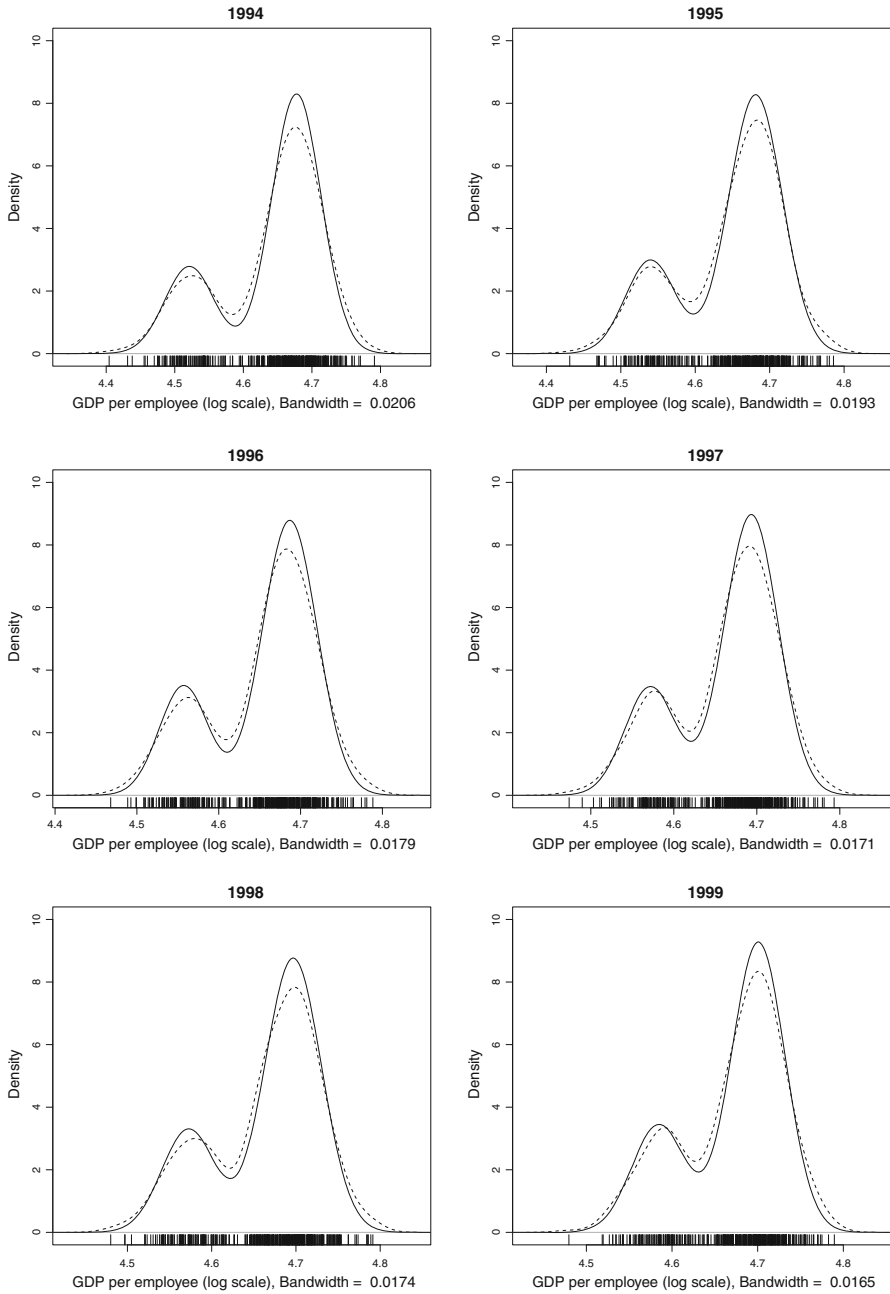 1994
Density
0 2 4 6 8 10
4.4 4.5 4.6 4.7 4.8
GDP per employee (log scale), Bandwidth = 0.0206
1995
Density
0 2 4 6 8 10
4.4 4.5 4.6 4.7 4.8
GDP per employee (log scale), Bandwidth = 0.0193
1996
Density
0 2 4 6 8 10
4.4 4.5 4.6 4.7 4.8
GDP per employee (log scale), Bandwidth = 0.0179
1997
Density
0 2 4 6 8 10
4.5 4.6 4.7 4.8
GDP per employee (log scale), Bandwidth = 0.0171
1998
Density
0 2 4 6 8 10
4.5 4.6 4.7 4.8
GDP per employee (log scale), Bandwidth = 0.0174
1999
Density
0 2 4 6 8 10
4.5 4.6 4.7 4.8
GDP per employee (log scale), Bandwidth = 0.0165